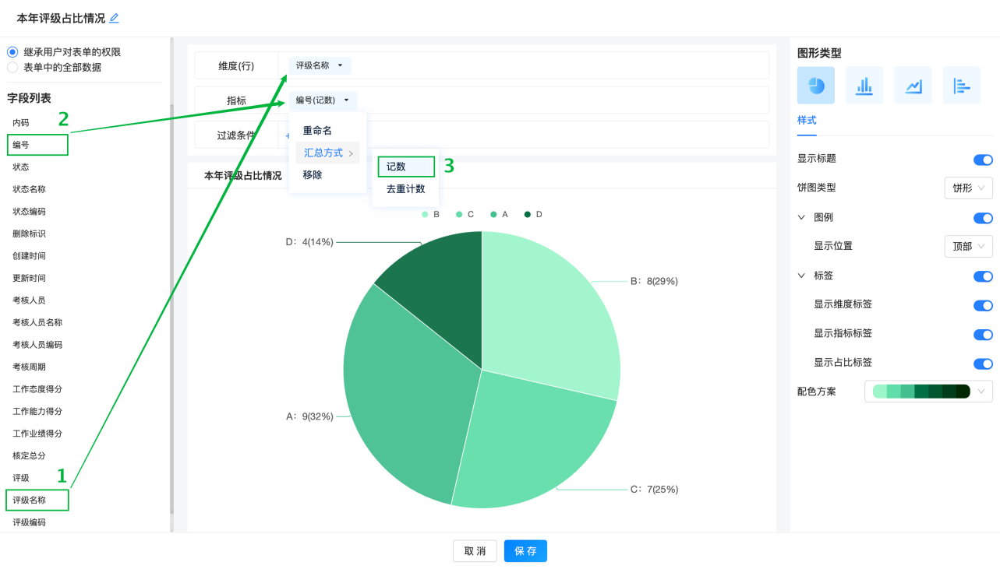 本年评级占比情况
继承用户对表单的权限
表单中的全部数据
字段列表
内码
2
编号
状态
状态名称
状态编码
删除标识
创建时间
更新时间
考核人员
考核人员名称
考核人员编码
考核周期
工作态度得分
工作能力得分
工作业绩得分
核定总分
评级
1
评级名称
评级编码
维度(行)
评级名称
指标
编号(记数)
过滤条件
+
重命名
汇总方式 >
移除
记数
3
去重计数
本年评级占比情况
B C A D
D: 4(14%)
B: 8(29%)
A: 9(32%)
C: 7(25%)
图形类型
样式
显示标题
饼图类型
饼形
图例
显示位置
顶部
标签
显示维度标签
显示指标标签
显示占比标签
配色方案
取 消
保 存